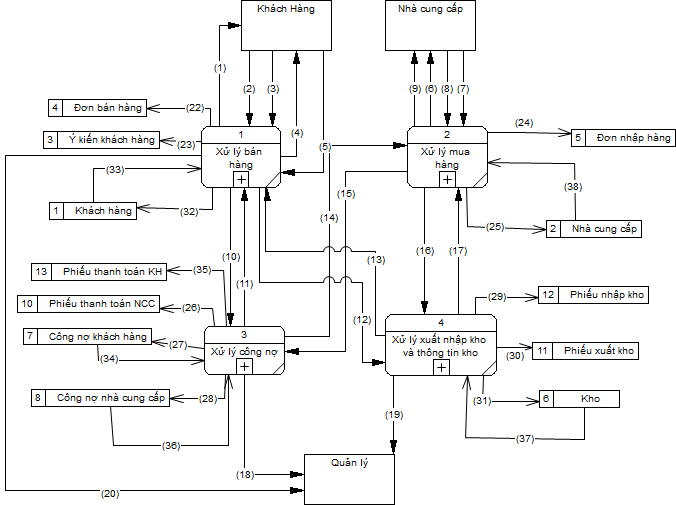 Khách Hàng
Nhà cung cấp
(1)
(2)
(3)
(4)
(5)
(9)
(6)
(8)
(7)
4 Đơn bán hàng
(22)
3 Ý kiến khách hàng
(23)
1
Xử lý bán
hàng
2
Xử lý mua
hàng
(24)
5 Đơn nhập hàng
(33)
(32)
1 Khách hàng
(15)
(14)
(38)
(25)
2 Nhà cung cấp
(10)
(11)
(13)
(12)
(16)
(17)
13 Phiếu thanh toán KH
(35)
10 Phiếu thanh toán NCC
(26)
7 Công nợ khách hàng
(27)
(34)
3
Xử lý công nợ
4
Xử lý xuất nhập kho
và thông tin kho
(29)
12 Phiếu nhập kho
(30)
11 Phiếu xuất kho
8 Công nợ nhà cung cấp
(28)
(36)
(31)
6 Kho
(37)
(19)
(18)
(20)
Quản lý